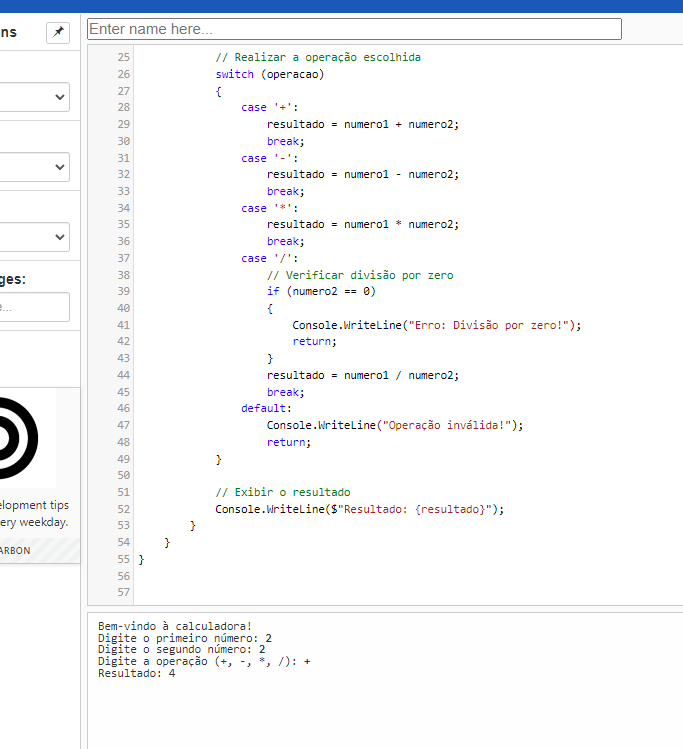 ns
Enter name here...
ges:
e...
elopment tips
ery weekday.
ARBON
25 // Realizar a operação escolhida
26 switch (operacao)
27 {
28 case '+':
29 resultado = numero1 + numero2;
30 break;
31 case '-':
32 resultado = numero1 - numero2;
33 break;
34 case '*':
35 resultado = numero1 * numero2;
36 break;
37 case '/':
38 // Verificar divisão por zero
39 if (numero2 == 0)
40 {
41 Console.WriteLine("Erro: Divisão por zero!");
42 return;
43 }
44 resultado = numero1 / numero2;
45 break;
46 default:
47 Console.WriteLine("Operação inválida!");
48 return;
49 }
50
51 // Exibir o resultado
52 Console.WriteLine($"Resultado: {resultado}");
53 }
54 }
55 }
56
57
Bem-vindo à calculadora!
Digite o primeiro número: 2
Digite o segundo número: 2
Digite a operação (+, -, *, /): +
Resultado: 4